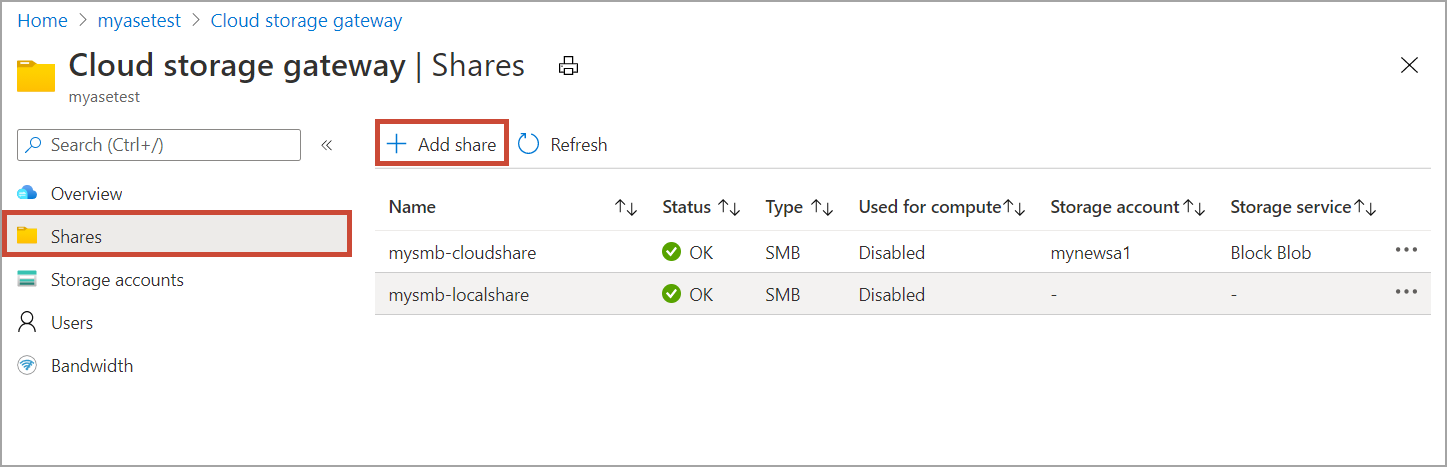 Home > myasetest > Cloud storage gateway
Cloud storage gateway | Shares
myasetest
Search (Ctrl+/) «
+ Add share Refresh
Overview
Shares
Storage accounts
Users
Bandwidth
Name ↑↓ Status ↑↓ Type ↑↓ Used for compute↑↓ Storage account↑↓ Storage service↑↓
mysmb-cloudshare OK SMB Disabled mynewsa1 Block Blob ...
mysmb-localshare OK SMB Disabled - - ...